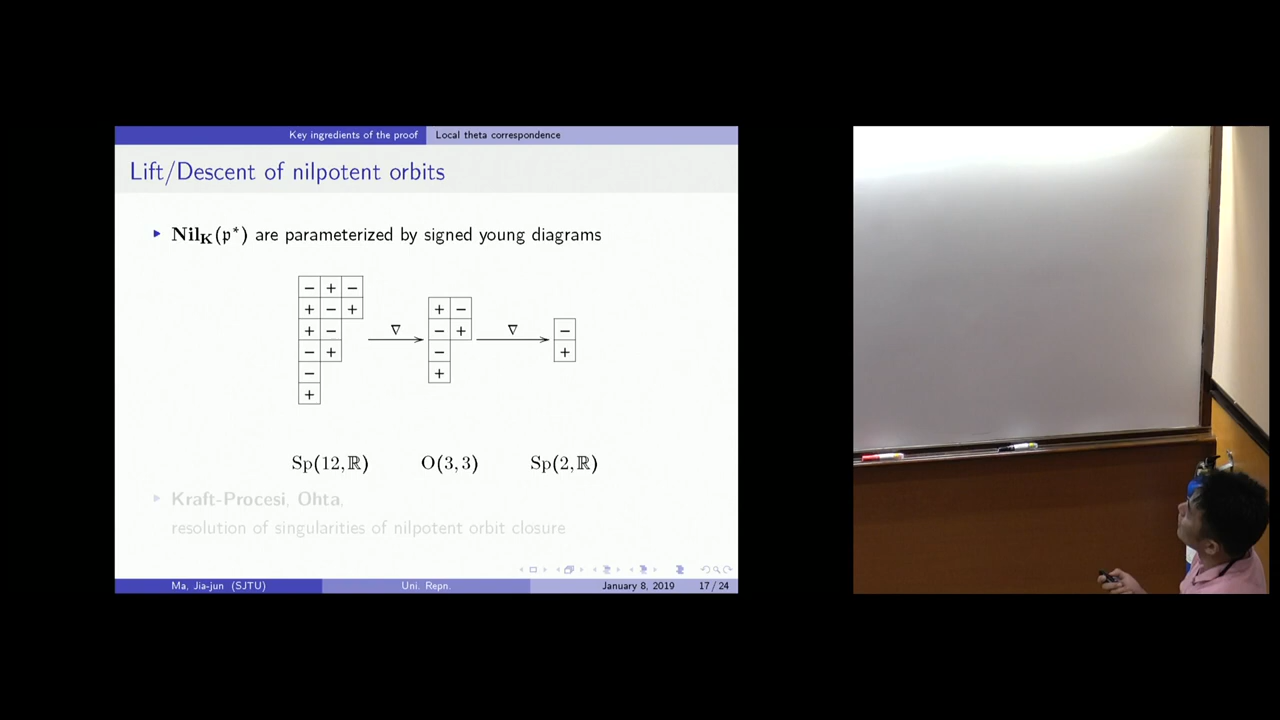 Key ingredients of the proof Local theta correspondence
Lift/Descent of nilpotent orbits
Nil_K(𝔭*) are parameterized by signed young diagrams
− + −
+ − +
+ −
− +
−
+
∇
+ −
− +
−
+
∇
−
+
Sp(12, ℝ) O(3, 3) Sp(2, ℝ)
Kraft-Procesi, Ohta,
resolution of singularities of nilpotent orbit closure
Ma, Jia-jun (SJTU) Uni. Repn. January 8, 2019 17 / 24